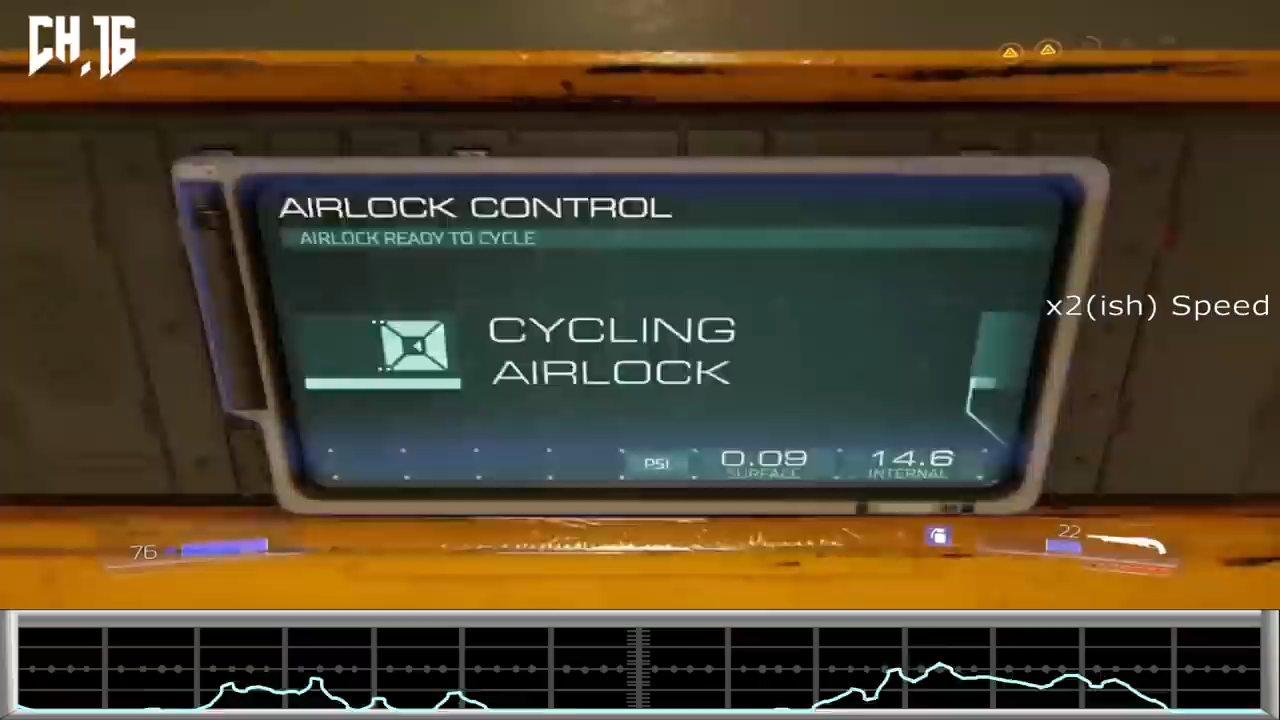 CH.16
AIRLOCK CONTROL
AIRLOCK READY TO CYCLE
x2(ish) Speed
CYCLING
AIRLOCK
PSI
0.09
14.6
SURFACE
INTERNAL
76
22